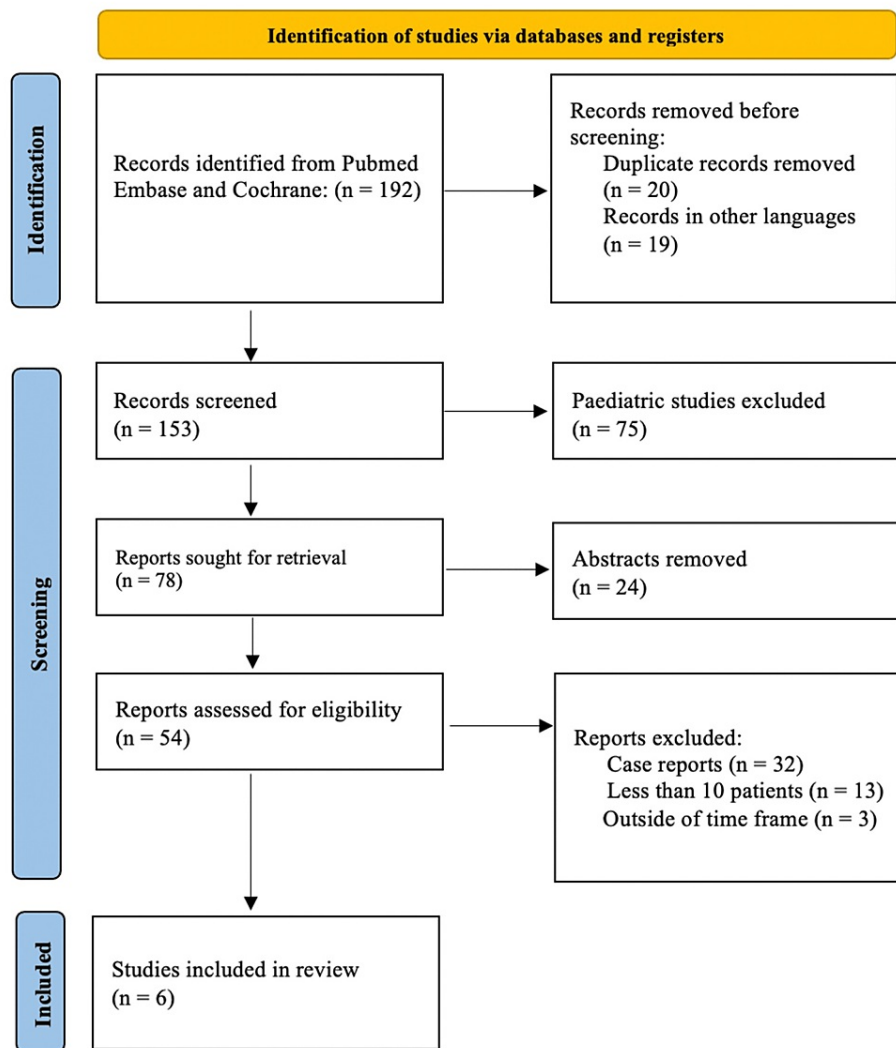 Identification of studies via databases and registers
Identification
Records identified from Pubmed
Embase and Cochrane: (n = 192)
Records removed before
screening:
Duplicate records removed
(n = 20)
Records in other languages
(n = 19)
Screening
Records screened
(n = 153)
Paediatric studies excluded
(n = 75)
Reports sought for retrieval
(n = 78)
Abstracts removed
(n = 24)
Reports assessed for eligibility
(n = 54)
Reports excluded:
Case reports (n = 32)
Less than 10 patients (n = 13)
Outside of time frame (n = 3)
Included
Studies included in review
(n = 6)